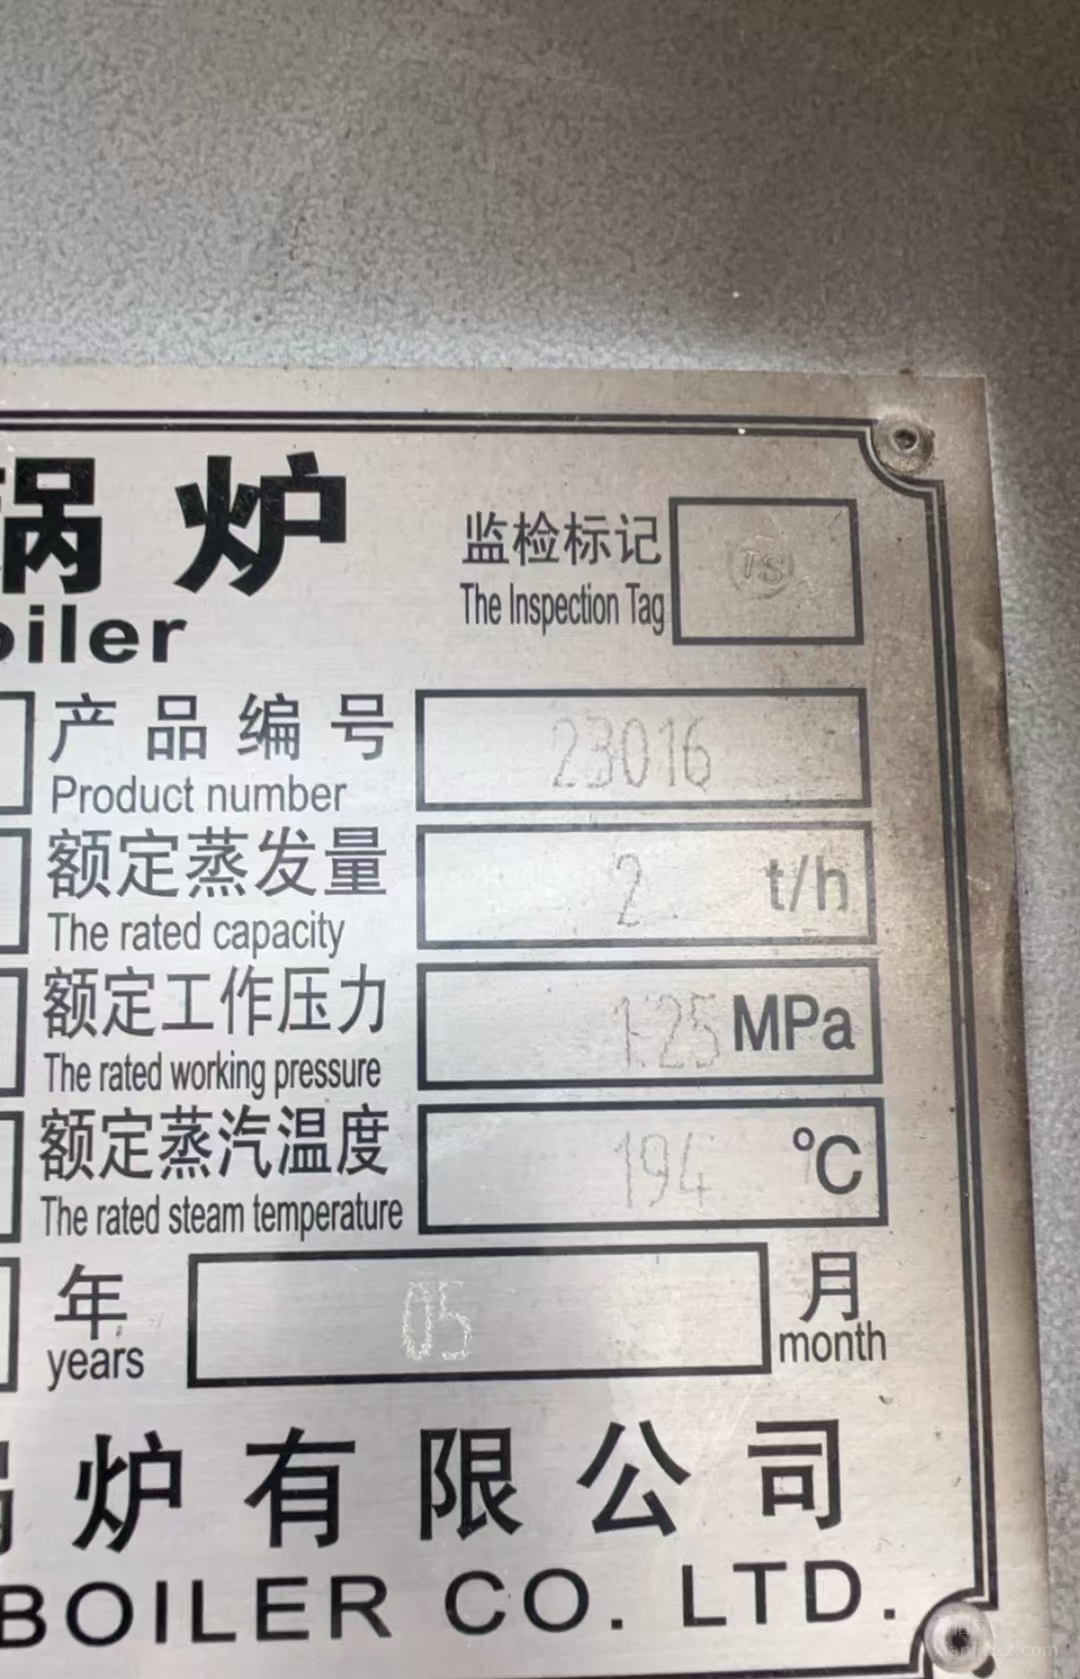 锅炉
oiler
监检标记
The Inspection Tag
TS
产品编号 23016
Product number
额定蒸发量 2 t/h
The rated capacity
额定工作压力 1.25 MPa
The rated working pressure
额定蒸汽温度 194 ℃
The rated steam temperature
年 05 月
years month
锅炉有限公司
BOILER CO. LTD.